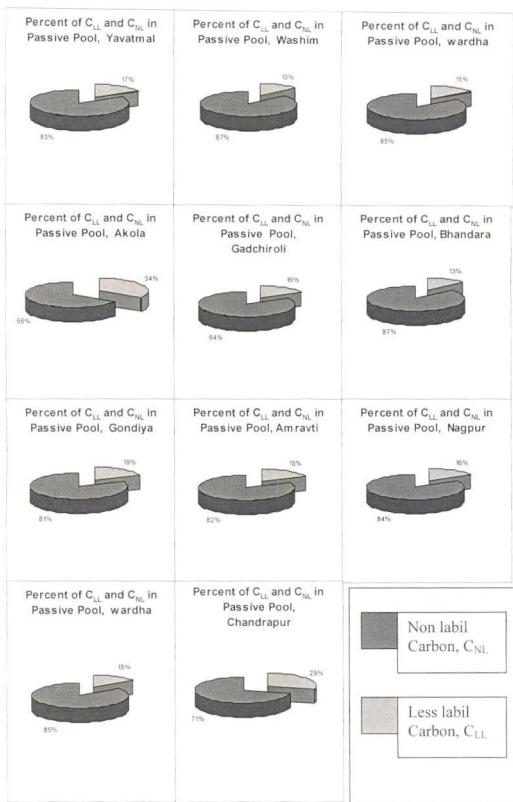 Percent of C_LL and C_NL in
Passive Pool, Yavatmal
17%
83%
Percent of C_LL and C_NL in
Passive Pool, Washim
13%
87%
Percent of C_LL and C_NL in
Passive Pool, wardha
15%
85%
Percent of C_LL and C_NL in
Passive Pool, Akola
34%
66%
Percent of C_LL and C_NL in
Passive Pool,
Gadchiroli
16%
84%
Percent of C_LL and C_NL in
Passive Pool, Bhandara
13%
87%
Percent of C_LL and C_NL in
Passive Pool, Gondiya
19%
81%
Percent of C_LL and C_NL in
Passive Pool, Amravti
18%
82%
Percent of C_LL and C_NL in
Passive Pool, Nagpur
16%
84%
Percent of C_LL and C_NL in
Passive Pool, wardha
15%
85%
Percent of C_LL and C_NL in
Passive Pool,
Chandrapur
29%
71%
Non labil
Carbon, C_NL
Less labil
Carbon, C_LL